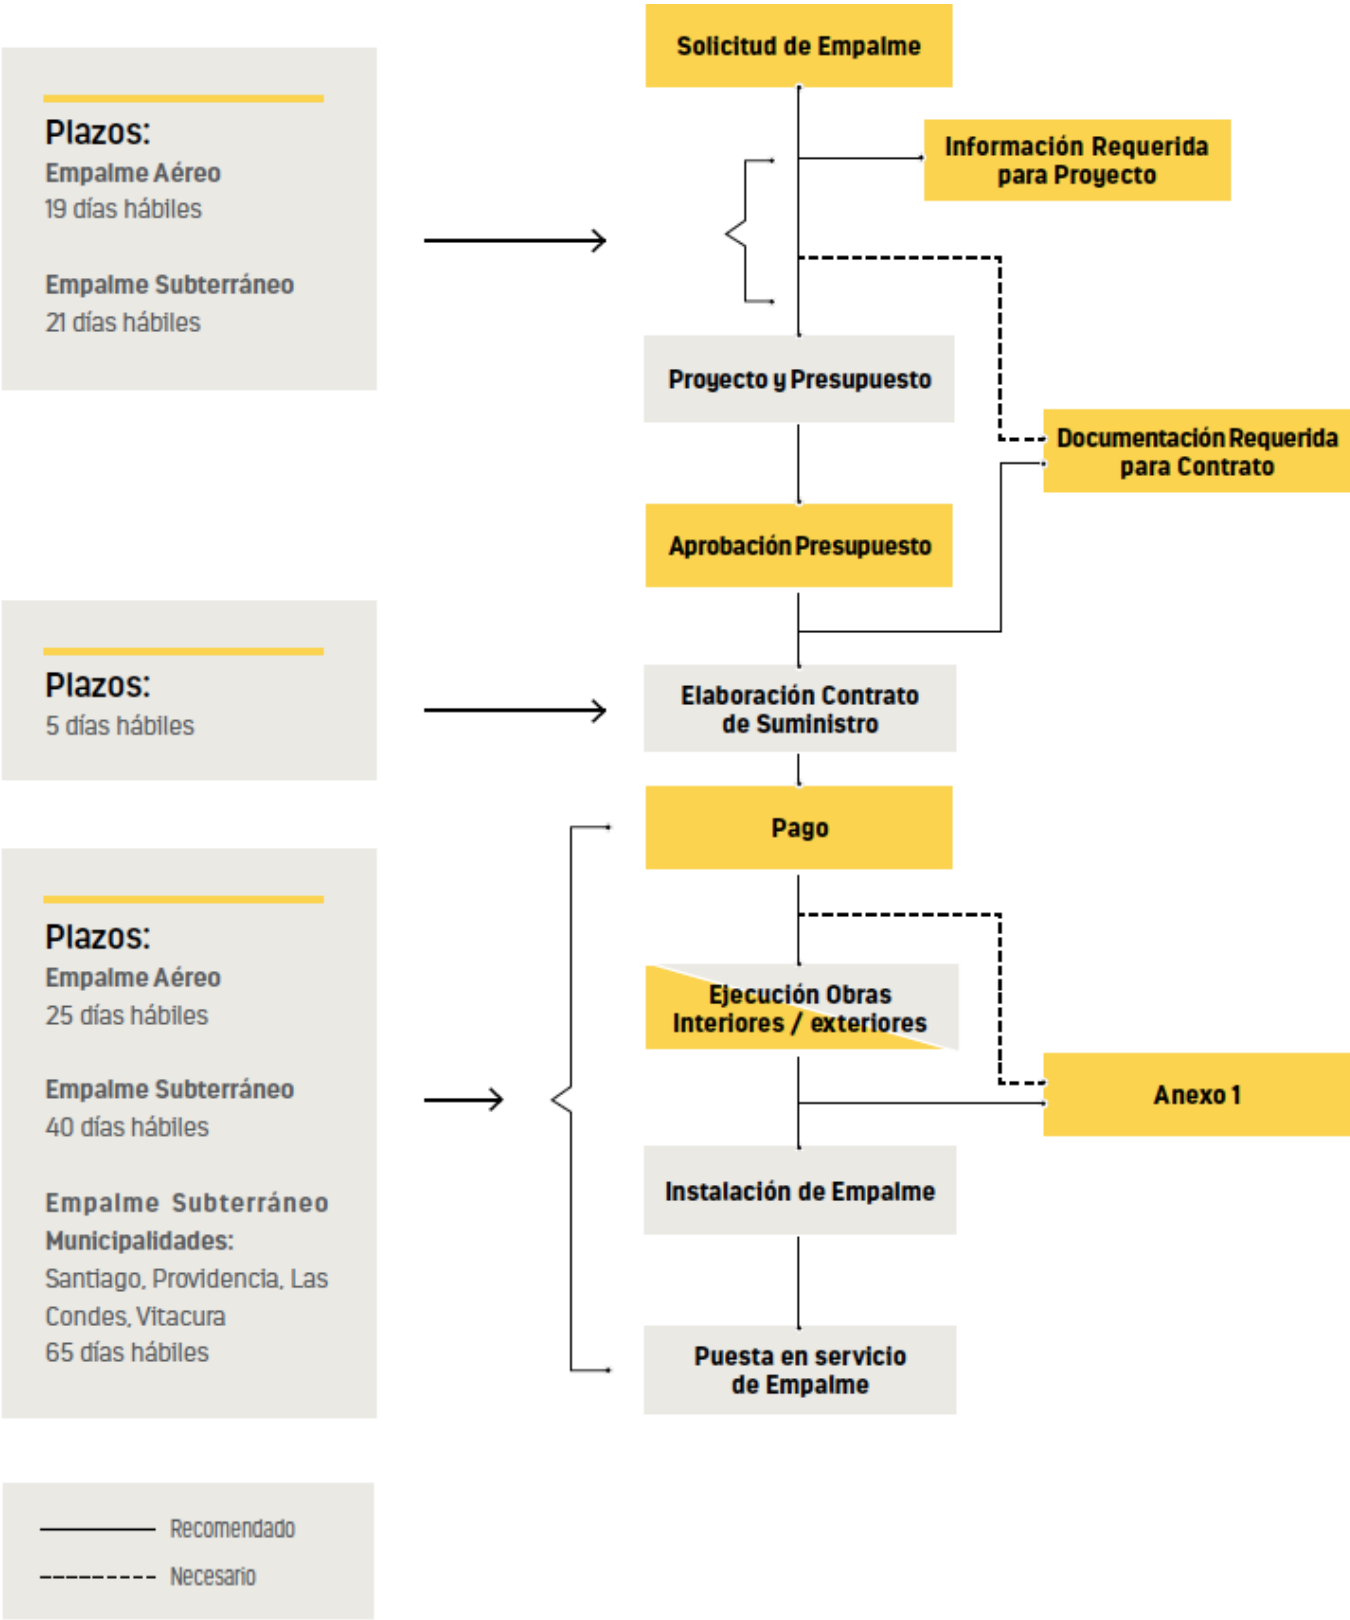 Solicitud de Empalme
Plazos:
Empalme Aéreo
19 días hábiles
Empalme Subterráneo
21 días hábiles
Información Requerida
para Proyecto
Proyecto y Presupuesto
Documentación Requerida
para Contrato
Aprobación Presupuesto
Plazos:
5 días hábiles
Elaboración Contrato
de Suministro
Pago
Plazos:
Empalme Aéreo
25 días hábiles
Empalme Subterráneo
40 días hábiles
Empalme Subterráneo
Municipalidades:
Santiago, Providencia, Las
Condes, Vitacura
65 días hábiles
Ejecución Obras
Interiores / exteriores
Anexo 1
Instalación de Empalme
Puesta en servicio
de Empalme
Recomendado
Necesario